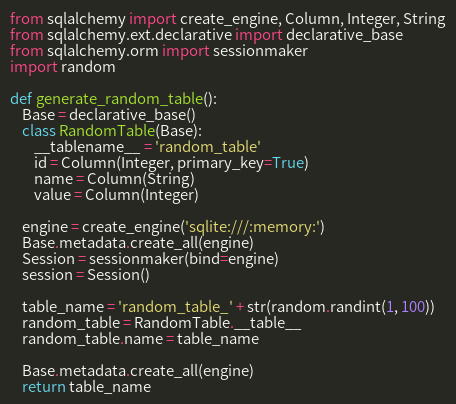 from sqlalchemy import create_engine, Column, Integer, String
from sqlalchemy.ext.declarative import declarative_base
from sqlalchemy.orm import sessionmaker
import random

def generate_random_table():
    Base = declarative_base()
    class RandomTable(Base):
        __tablename__ = 'random_table'
        id = Column(Integer, primary_key=True)
        name = Column(String)
        value = Column(Integer)

    engine = create_engine('sqlite:///:memory:')
    Base.metadata.create_all(engine)
    Session = sessionmaker(bind=engine)
    session = Session()

    table_name = 'random_table_' + str(random.randint(1, 100))
    random_table = RandomTable.__table__
    random_table.name = table_name

    Base.metadata.create_all(engine)
    return table_name